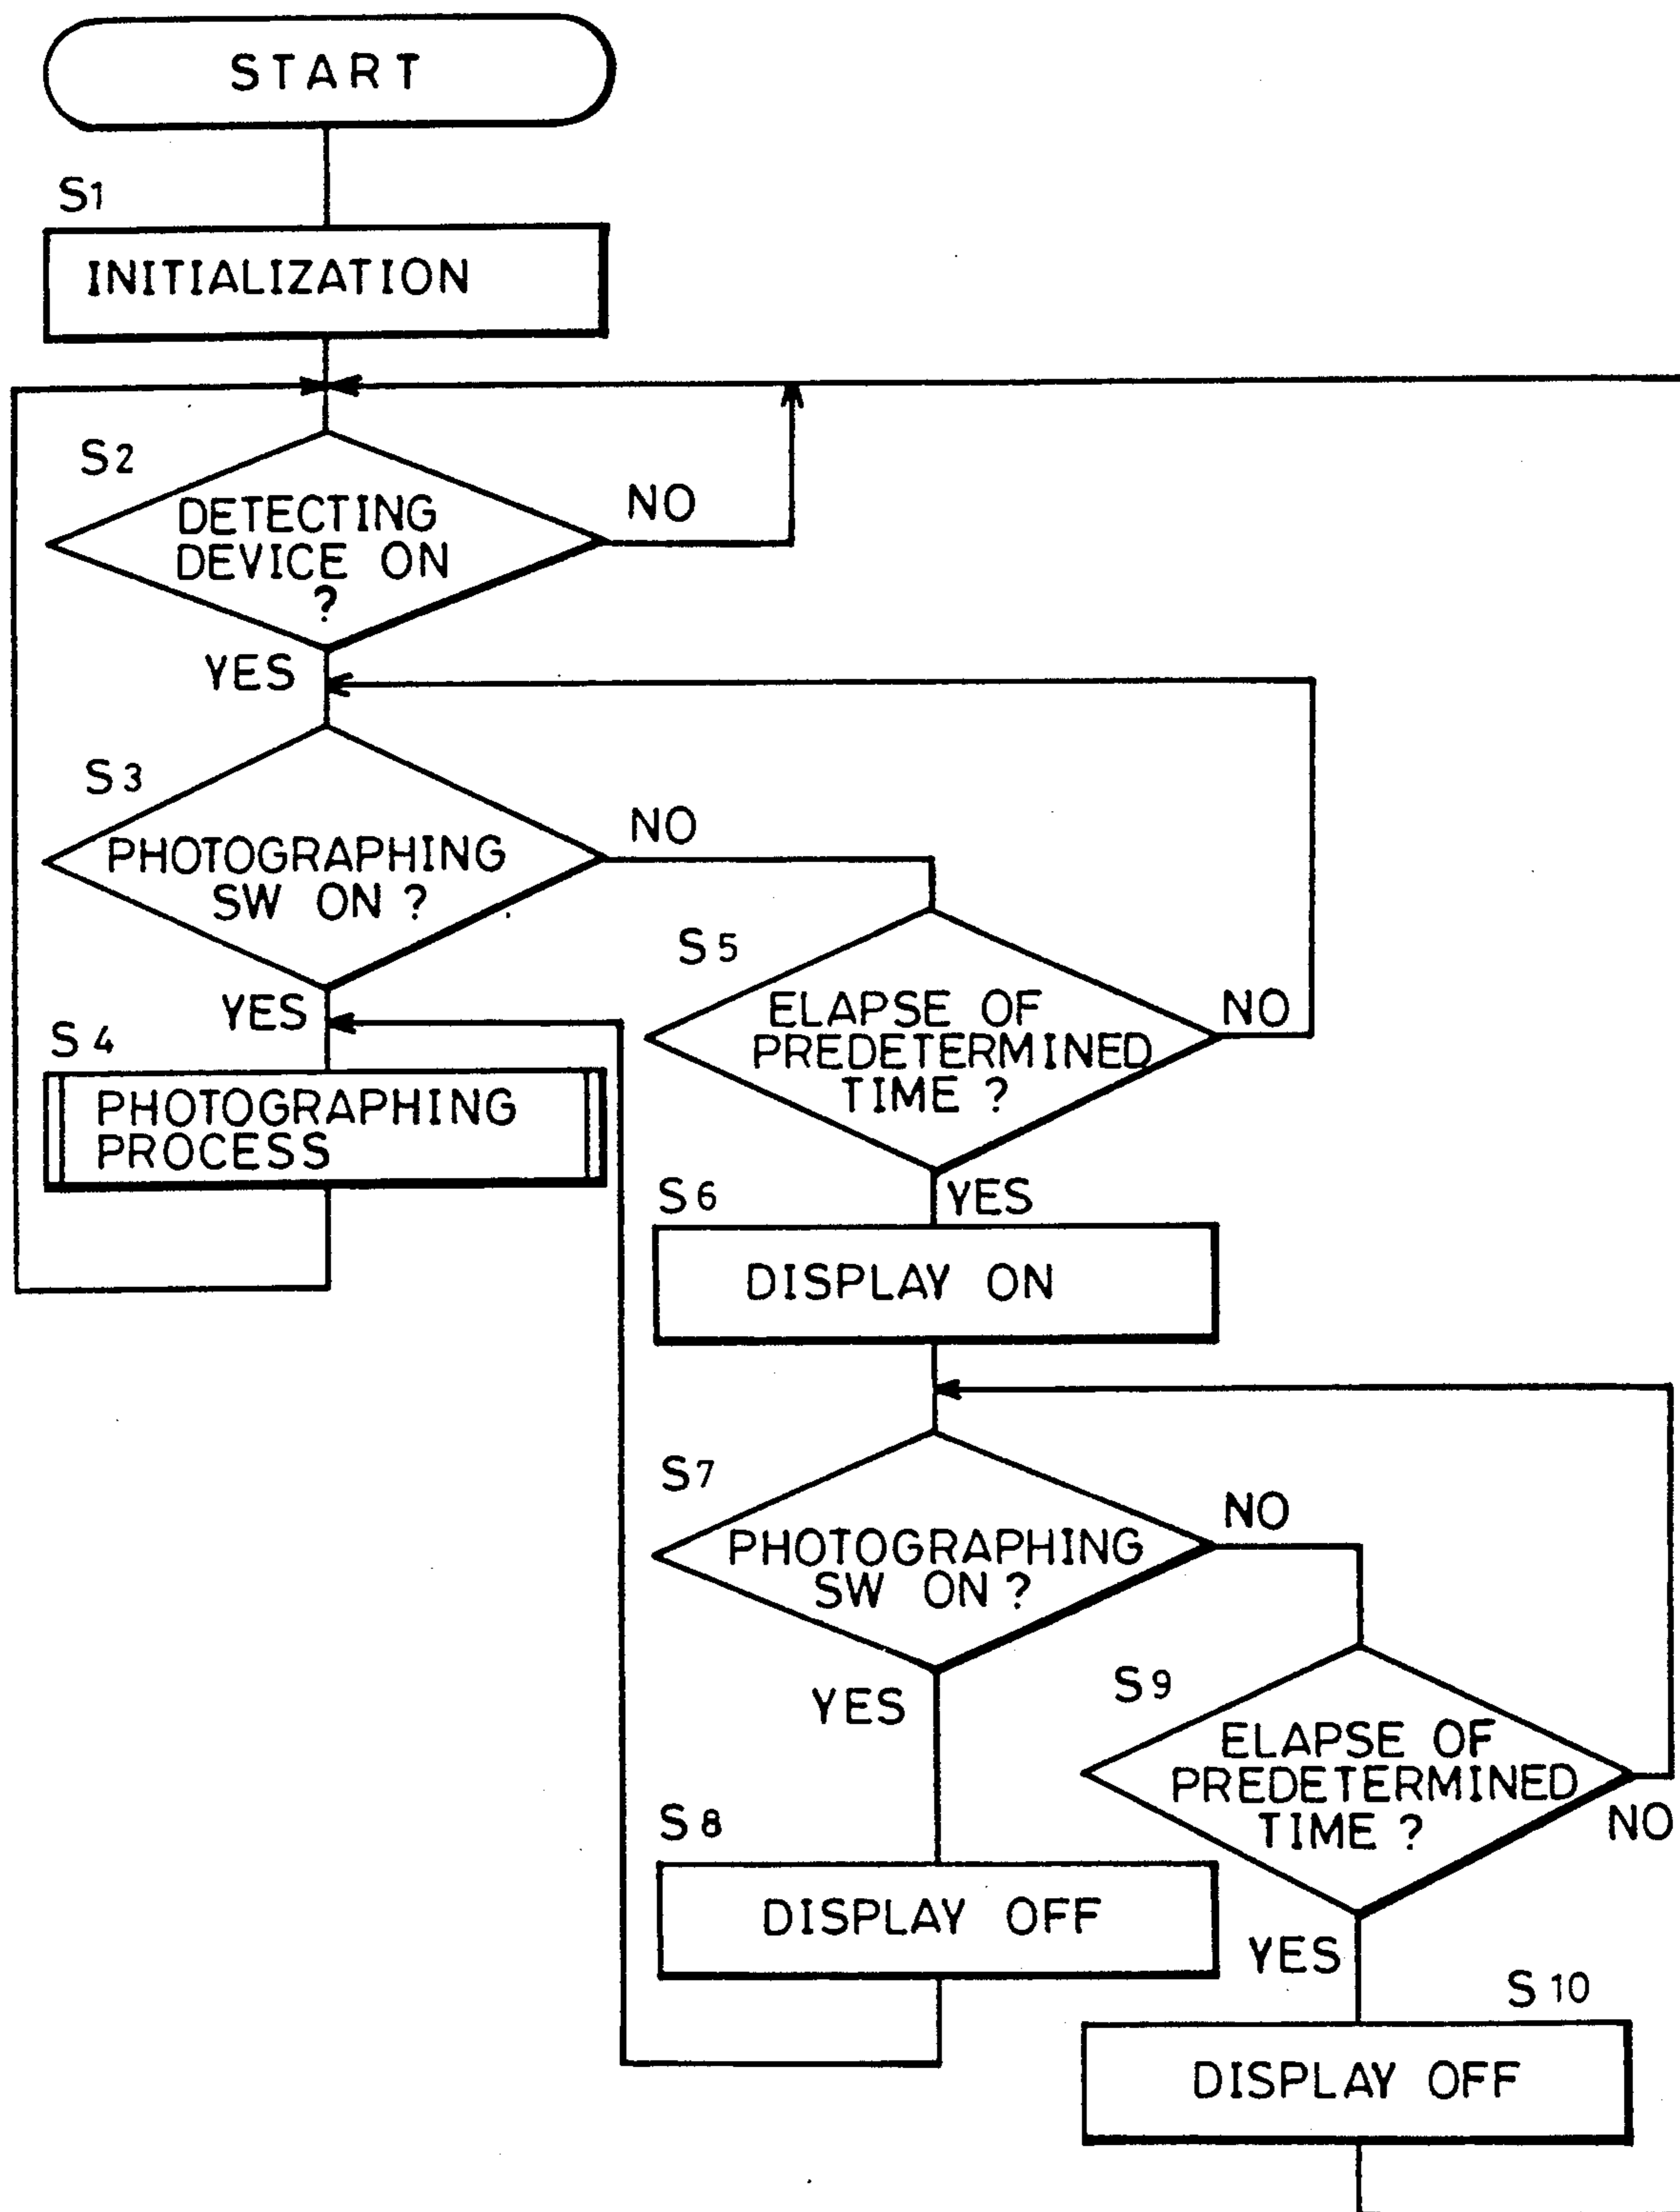 START
S1
INITIALIZATION
S2
DETECTING
DEVICE ON
?
NO
YES
S3
PHOTOGRAPHING
SW ON ?
NO
YES
S4
PHOTOGRAPHING
PROCESS
S5
ELAPSE OF
PREDETERMINED
TIME ?
NO
YES
S6
DISPLAY ON
S7
PHOTOGRAPHING
SW ON ?
NO
YES
S8
DISPLAY OFF
S9
ELAPSE OF
PREDETERMINED
TIME ?
NO
YES
S10
DISPLAY OFF